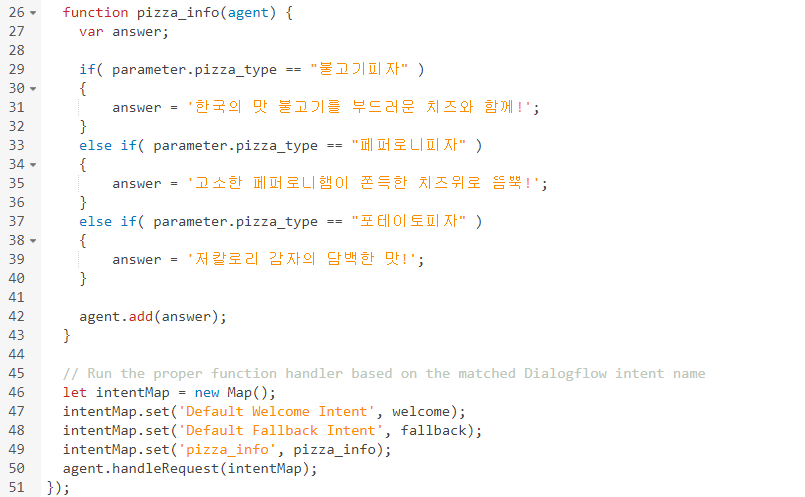 26 function pizza_info(agent) {
27 var answer;
28
29 if( parameter.pizza_type == "불고기피자" )
30 {
31 answer = '한국의 맛 불고기를 부드러운 치즈와 함께!';
32 }
33 else if( parameter.pizza_type == "페퍼로니피자" )
34 {
35 answer = '고소한 페퍼로니햄이 쫀득한 치즈위로 듬뿍!';
36 }
37 else if( parameter.pizza_type == "포테이토피자" )
38 {
39 answer = '저칼로리 감자의 담백한 맛!';
40 }
41
42 agent.add(answer);
43 }
44
45 // Run the proper function handler based on the matched Dialogflow intent name
46 let intentMap = new Map();
47 intentMap.set('Default Welcome Intent', welcome);
48 intentMap.set('Default Fallback Intent', fallback);
49 intentMap.set('pizza_info', pizza_info);
50 agent.handleRequest(intentMap);
51 });